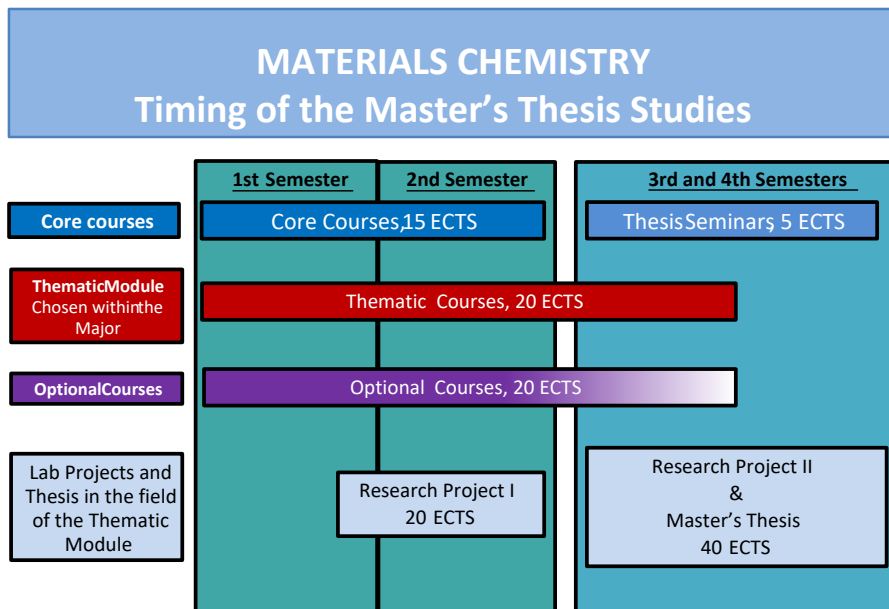 MATERIALS CHEMISTRY
Timing of the Master's Thesis Studies
1st Semester
2nd Semester
3rd and 4th Semesters
Core courses
Core Courses,15 ECTS
ThesisSeminars, 5 ECTS
ThematicModule
Chosen withinthe
Major
Thematic Courses, 20 ECTS
OptionalCourses
Optional Courses, 20 ECTS
Lab Projects and
Thesis in the field
of the Thematic
Module
Research Project I
20 ECTS
Research Project II
&
Master's Thesis
40 ECTS